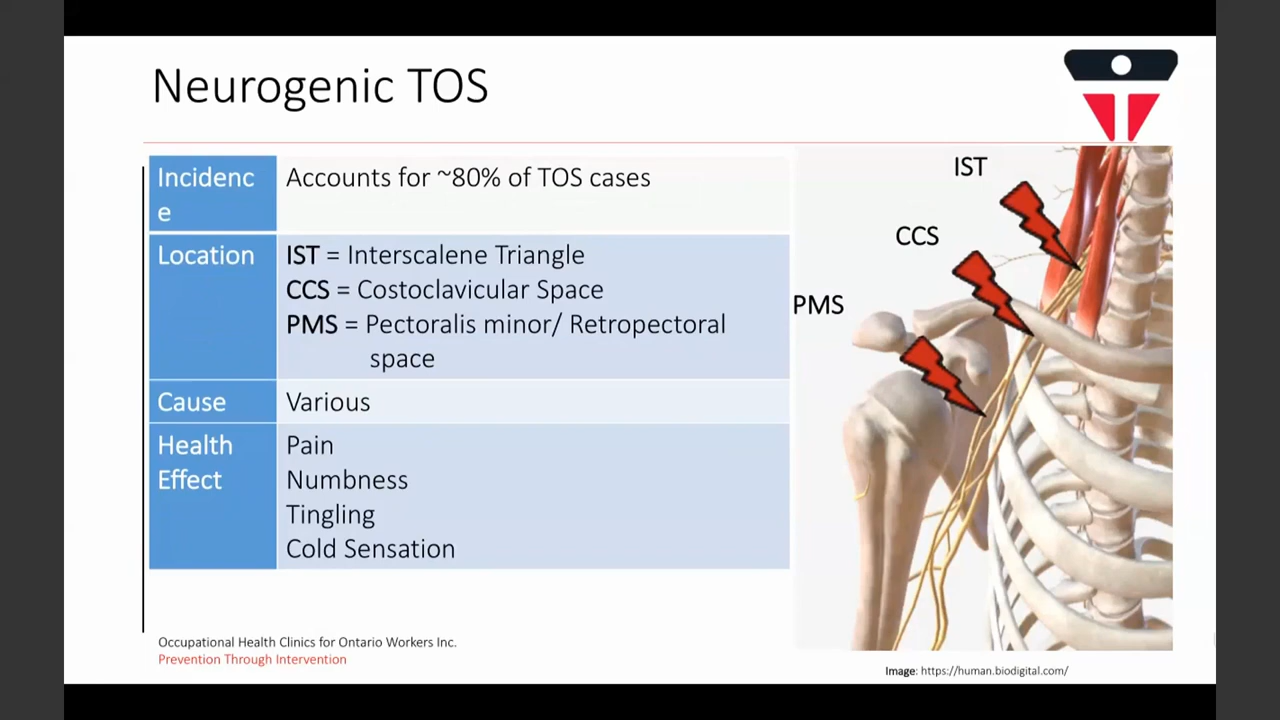 Neurogenic TOS
Incidenc
e
Accounts for ~80% of TOS cases
Location
IST = Interscalene Triangle
CCS = Costoclavicular Space
PMS = Pectoralis minor/ Retropectoral
space
Cause
Various
Health
Effect
Pain
Numbness
Tingling
Cold Sensation
IST
CCS
PMS
Occupational Health Clinics for Ontario Workers Inc.
Prevention Through Intervention
Image: https://human.biodigital.com/